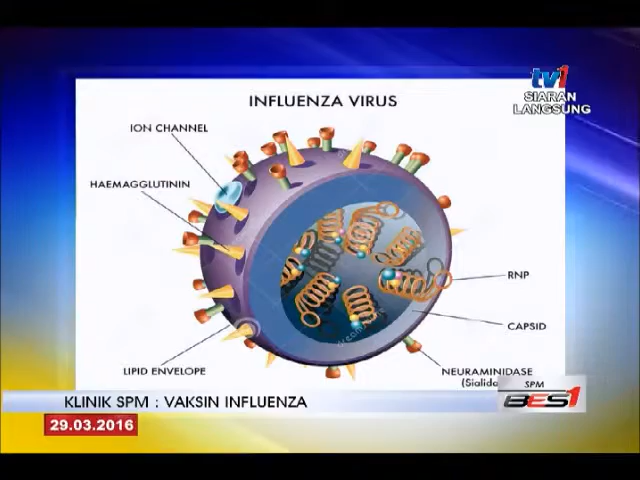 tv1
SIARAN
LANGSUNG
INFLUENZA VIRUS
ION CHANNEL
HAEMAGGLUTININ
RNP
CAPSID
LIPID ENVELOPE
NEURAMINIDASE
SPM
BES1
KLINIK SPM : VAKSIN INFLUENZA
29.03.2016